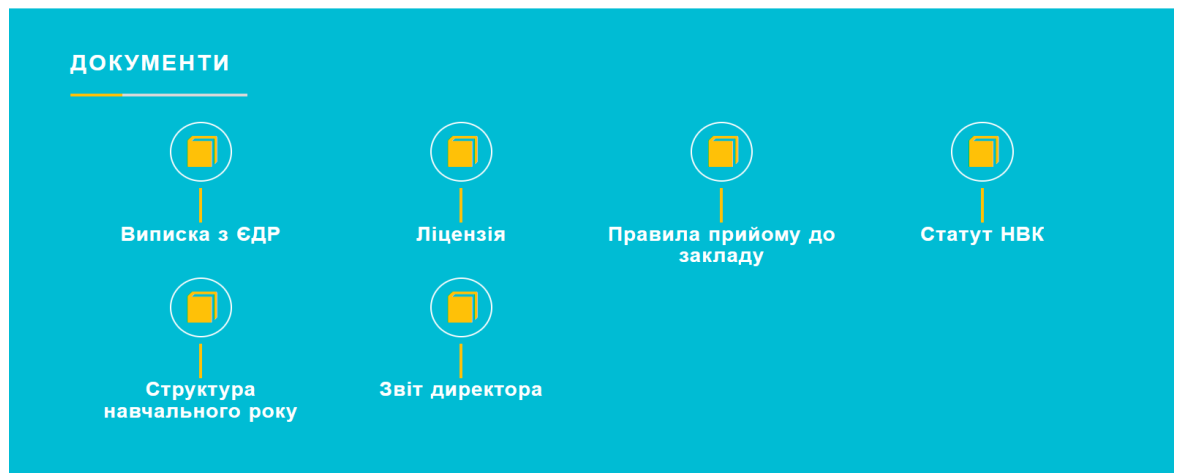 ДОКУМЕНТИ
Виписка з ЄДР
Ліцензія
Правила прийому до
закладу
Статут НВК
Структура
навчального року
Звіт директора